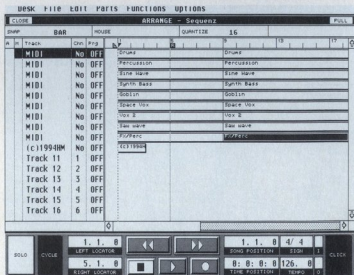 Desk File Edit Parts Functions Options
CLOSE ARRANGE - Sequenz FULL
SNAP BAR MOUSE QUANTIZE 16
A M Track Chn Prg 9 13 17
MIDI No OFF Drums Drums
MIDI No OFF Percussion Percussion
MIDI No OFF Sine Wave Sine Wave
MIDI No OFF Synth Bass Synth Bass
MIDI No OFF Goblin Goblin
MIDI No OFF Space Vox Space Vox
MIDI No OFF Vox 2 Vox 2
MIDI No OFF Saw wave Saw wave
MIDI No OFF Fx/Perc Fx/Perc
(c)1994HM No OFF (c)1994H
Track 11 1 OFF
Track 12 2 OFF
Track 13 3 OFF
Track 14 4 OFF
Track 15 5 OFF
Track 16 6 OFF
SOLO CYCLE 1. 1. 0 LEFT LOCATOR 1. 1. 0 SONG POSITION 4/ 4 SIGN CLICK
5. 1. 0 RIGHT LOCATOR 0: 0: 0: 0 TIME POSITION 126. 0 TEMPO